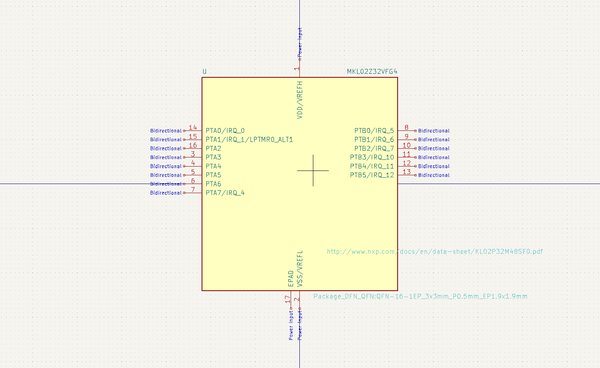 Power Input
1
U
MKL02Z32VFG4
VDD/VREFH
Bidirectional 14 PTA0/IRQ_0
Bidirectional 15 PTA1/IRQ_1/LPTMR0_ALT1
Bidirectional 16 PTA2
Bidirectional 3 PTA3
Bidirectional 4 PTA4
Bidirectional 5 PTA5
Bidirectional 6 PTA6
Bidirectional 7 PTA7/IRQ_4
PTB0/IRQ_5 8 Bidirectional
PTB1/IRQ_6 9 Bidirectional
PTB2/IRQ_7 10 Bidirectional
PTB3/IRQ_10 11 Bidirectional
PTB4/IRQ_11 12 Bidirectional
PTB5/IRQ_12 13 Bidirectional
http://www.nxp.com/docs/en/data-sheet/KL02P32M48SFG.pdf
EPAD
VSS/VREFL
Package_DFN_QFN:QFN-16-1EP_3x3mm_P0.5mm_EP1.9x1.9mm
17
2
Power Input
Power Input